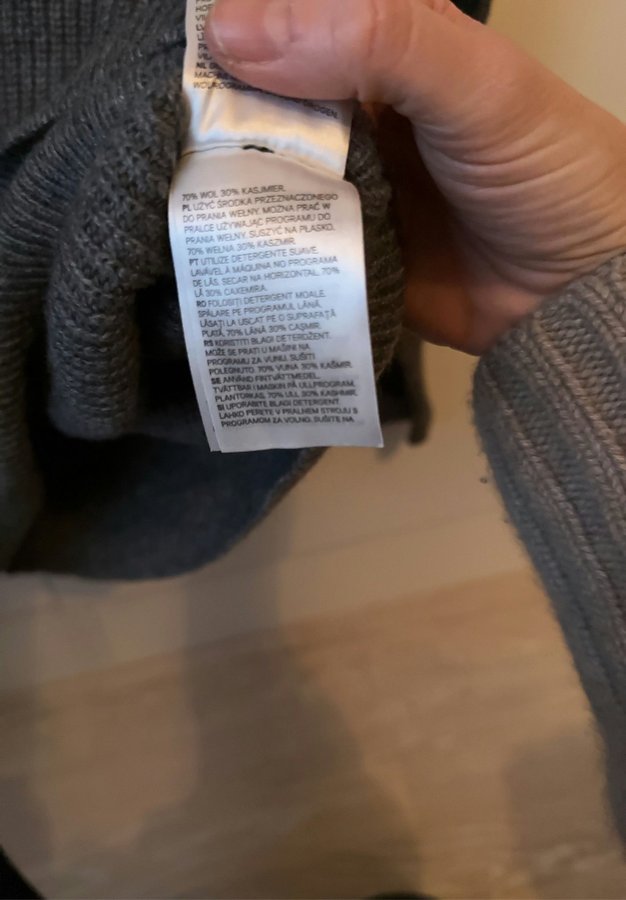 NL
MACH
70% WOL 30% KASJMIER.
PL UŻYĆ ŚRODKA PRZEZNACZONEGO
DO PRANIA WEŁNY. MOŻNA PRAĆ W
PRALCE UŻYWAJĄC PROGRAMU DO
PRANIA WEŁNY. SUSZYĆ NA PŁASKO.
70% WEŁNA 30% KASZMIR.
PT UTILIZE DETERGENTE SUAVE,
LAVÁVEL À MÁQUINA NO PROGRAMA
DE LÃS, SECAR NA HORIZONTAL, 70%
LÃ 30% CAXEMIRA.
RO FOLOSIȚI DETERGENT MOALE.
SPĂLARE PE PROGRAMUL LÂNĂ.
LĂSAȚI LA USCAT PE O SUPRAFAȚĂ
PLATĂ, 70% LÂNĂ 30% CAȘMIR.
RS KORISTITI BLAGI DETERDŽENT.
MOŽE SE PRATI U MAŠINI NA
PROGRAMU ZA VUNU. SUŠITI
POLEGNUTO. 70% VUNA 30% KAŠMIR.
SE ANVÄND FINTVÄTTMEDEL.
TVÄTTBAR I MASKIN PÅ ULLPROGRAM.
PLANTORKAS, 70% ULL 30% KASHMIR.
SI UPORABITE BLAGI DETERGENT.
LAHKO PERETE V PRALNEM STROJU S
PROGRAMOM ZA VOLNO. SUŠITE NA